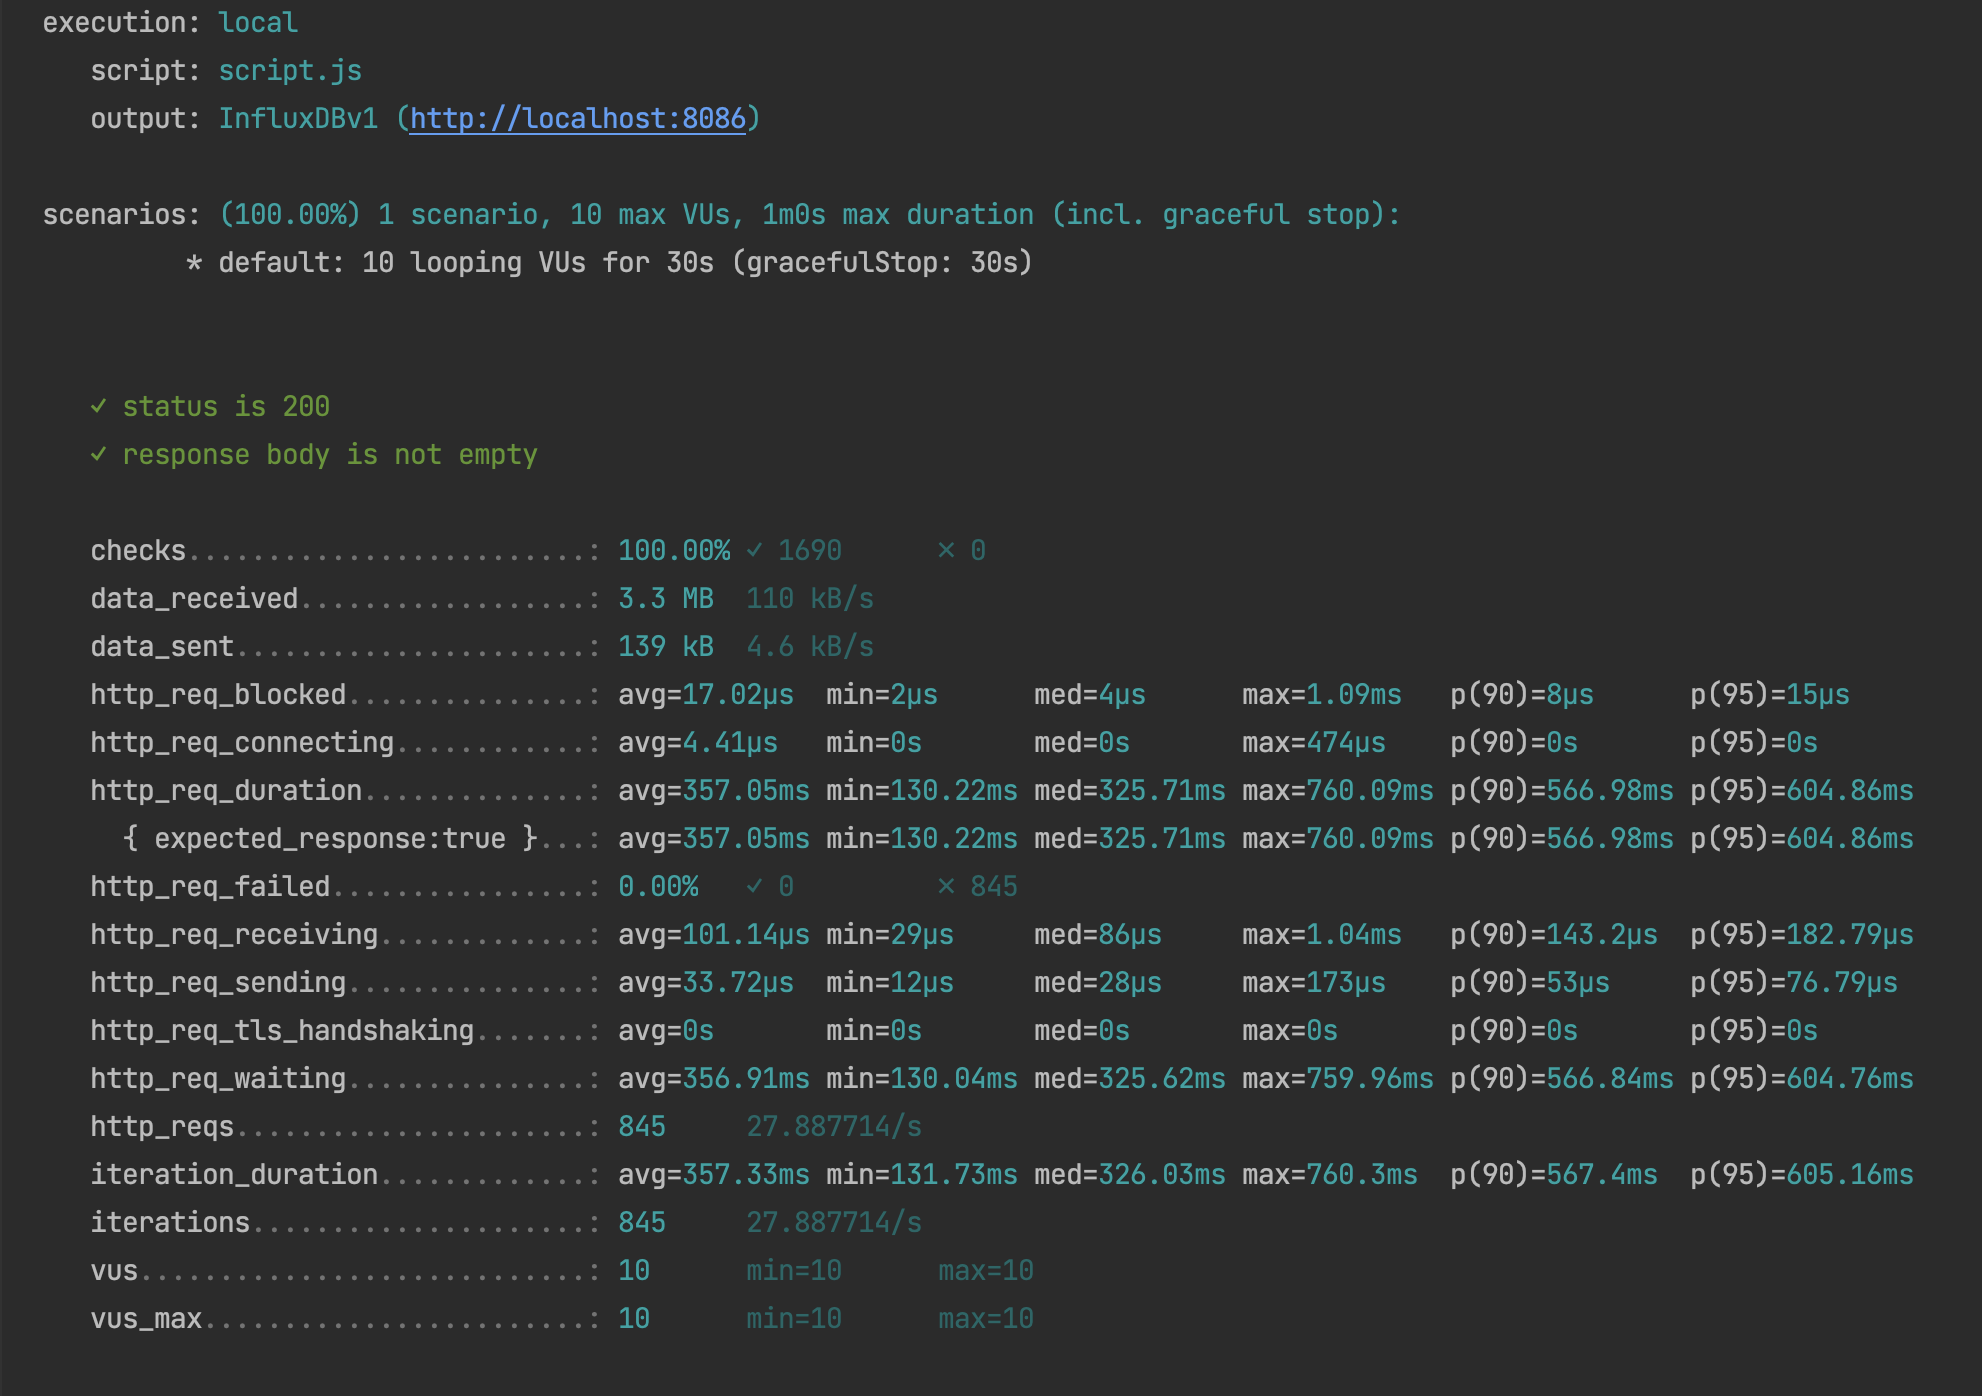 execution: local
script: script.js
output: InfluxDBv1 (http://localhost:8086)
scenarios: (100.00%) 1 scenario, 10 max VUs, 1m0s max duration (incl. graceful stop):
* default: 10 looping VUs for 30s (gracefulStop: 30s)
✓ status is 200
✓ response body is not empty
checks.........................: 100.00% ✓ 1690      ✗ 0
data_received..................: 3.3 MB  110 kB/s
data_sent......................: 139 kB  4.6 kB/s
http_req_blocked...............: avg=17.02µs  min=2µs      med=4µs      max=1.09ms   p(90)=8µs      p(95)=15µs
http_req_connecting............: avg=4.41µs   min=0s       med=0s       max=474µs    p(90)=0s       p(95)=0s
http_req_duration..............: avg=357.05ms min=130.22ms med=325.71ms max=760.09ms p(90)=566.98ms p(95)=604.86ms
{ expected_response:true }...: avg=357.05ms min=130.22ms med=325.71ms max=760.09ms p(90)=566.98ms p(95)=604.86ms
http_req_failed................: 0.00%   ✓ 0         ✗ 845
http_req_receiving.............: avg=101.14µs min=29µs     med=86µs     max=1.04ms   p(90)=143.2µs  p(95)=182.79µs
http_req_sending...............: avg=33.72µs  min=12µs     med=28µs     max=173µs    p(90)=53µs     p(95)=76.79µs
http_req_tls_handshaking.......: avg=0s       min=0s       med=0s       max=0s       p(90)=0s       p(95)=0s
http_req_waiting...............: avg=356.91ms min=130.04ms med=325.62ms max=759.96ms p(90)=566.84ms p(95)=604.76ms
http_reqs......................: 845     27.887714/s
iteration_duration.............: avg=357.33ms min=131.73ms med=326.03ms max=760.3ms  p(90)=567.4ms  p(95)=605.16ms
iterations.....................: 845     27.887714/s
vus............................: 10      min=10      max=10
vus_max........................: 10      min=10      max=10